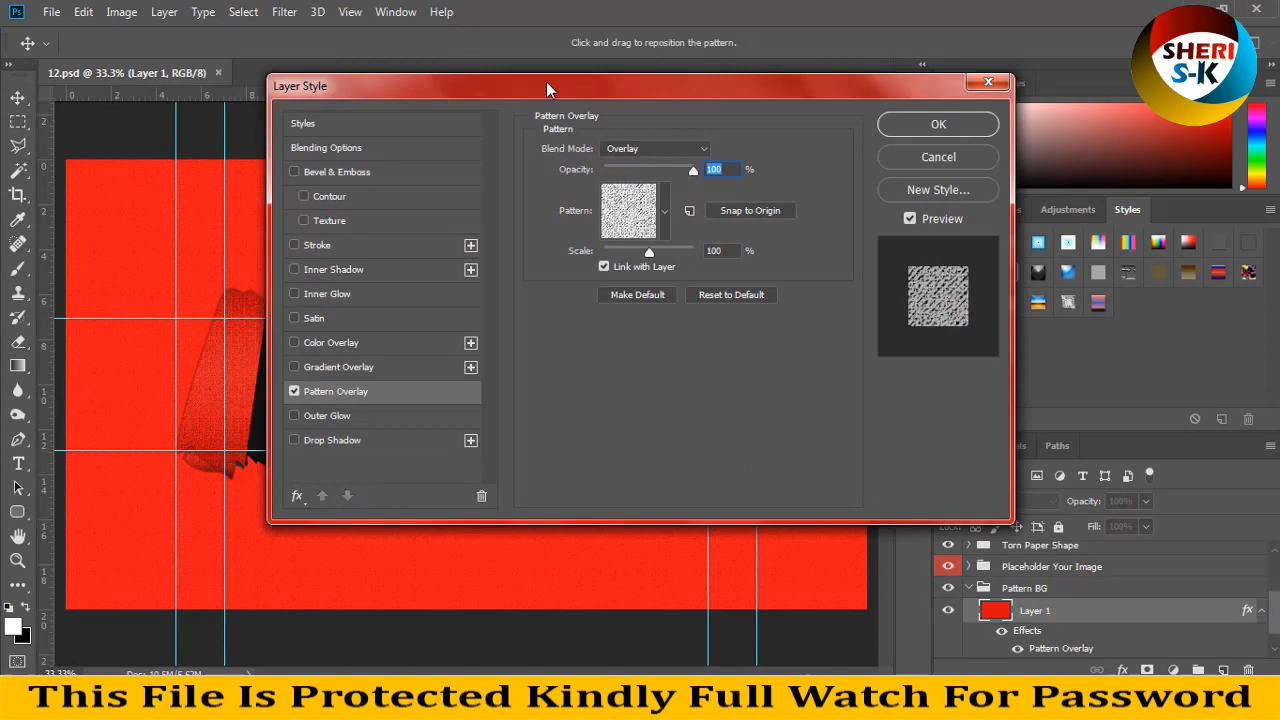 Ps File Edit Image Layer Type Select Filter 3D View Window Help
Click and drag to reposition the pattern.
SHERI
S-K
12.psd @ 33.3% (Layer 1, RGB/8)
Layer Style
Styles
Blending Options
Bevel & Emboss
Contour
Texture
Stroke
Inner Shadow
Inner Glow
Satin
Color Overlay
Gradient Overlay
Pattern Overlay
Outer Glow
Drop Shadow
fx
Pattern Overlay
Pattern
Blend Mode: Overlay
Opacity: 100 %
Pattern: Snap to Origin
Scale: 100 %
Link with Layer
Make Default Reset to Default
OK
Cancel
New Style...
Preview
Adjustments Styles
Paths
Opacity: 100%
Lock: Fill: 100%
Torn Paper Shape
Placeholder Your Image
Pattern BG
Layer 1 fx
Effects
Pattern Overlay
fx
33.33% Doc: 10.5M/5.62M
This File Is Protected Kindly Full Watch For Password